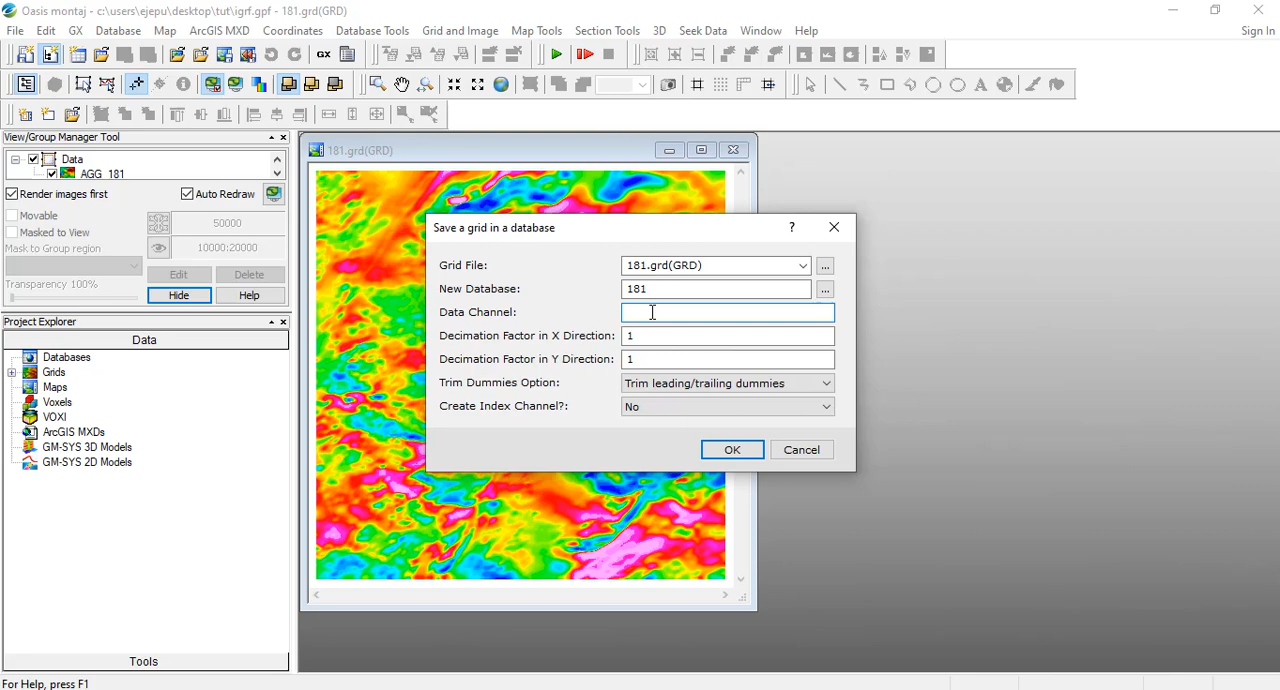 Oasis montaj - c:\users\ejepu\desktop\tut\igrf.gpf - 181.grd(GRD)
File Edit GX Database Map ArcGIS MXD Coordinates Database Tools Grid and Image Map Tools Section Tools 3D Seek Data Window Help Sign In
GX
View/Group Manager Tool
Data
AGG_181
Render images first Auto Redraw
Movable 50000
Masked to View
Mask to Group region 10000:20000
Edit Delete
Transparency 100%
Hide Help
Project Explorer
Data
Databases
Grids
Maps
Voxels
VOXI
ArcGIS MXDs
GM-SYS 3D Models
GM-SYS 2D Models
Tools
181.grd(GRD)
Save a grid in a database ?
Grid File: 181.grd(GRD) ...
New Database: 181 ...
Data Channel:
Decimation Factor in X Direction: 1
Decimation Factor in Y Direction: 1
Trim Dummies Option: Trim leading/trailing dummies
Create Index Channel?: No
OK Cancel
For Help, press F1